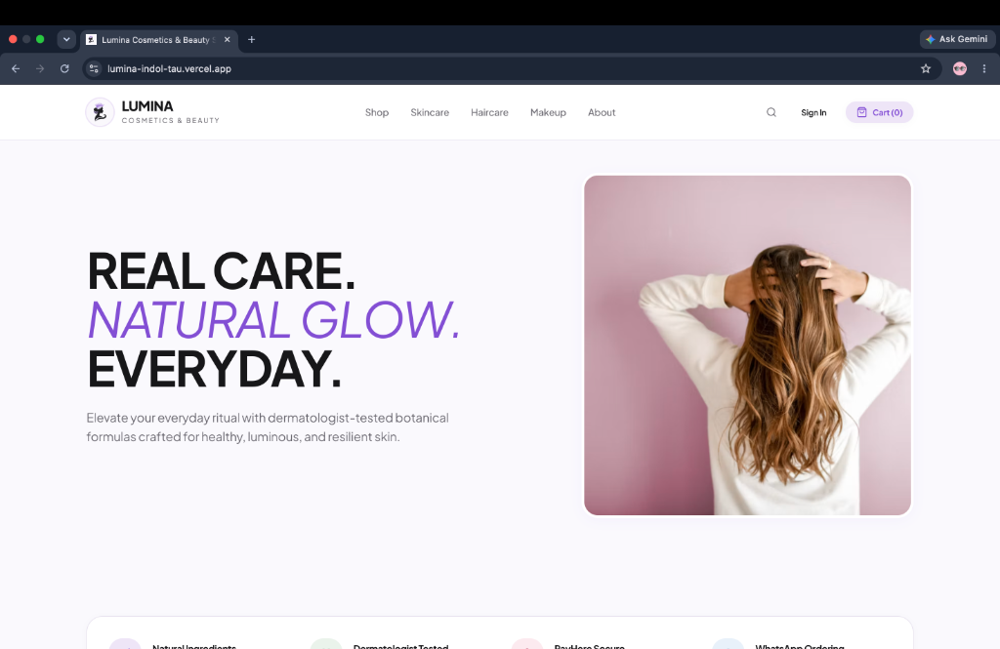 Lumina Cosmetics & Beauty
Ask Gemini
lumina-indol-tau.vercel.app
LUMINA
COSMETICS & BEAUTY
Shop
Skincare
Haircare
Makeup
About
Sign In
Cart (0)
REAL CARE.
NATURAL GLOW.
EVERYDAY.
Elevate your everyday ritual with dermatologist-tested botanical
formulas crafted for healthy, luminous, and resilient skin.
Natural Ingredients
Dermatologist Tested
PayHere Secure
WhatsApp Ordering